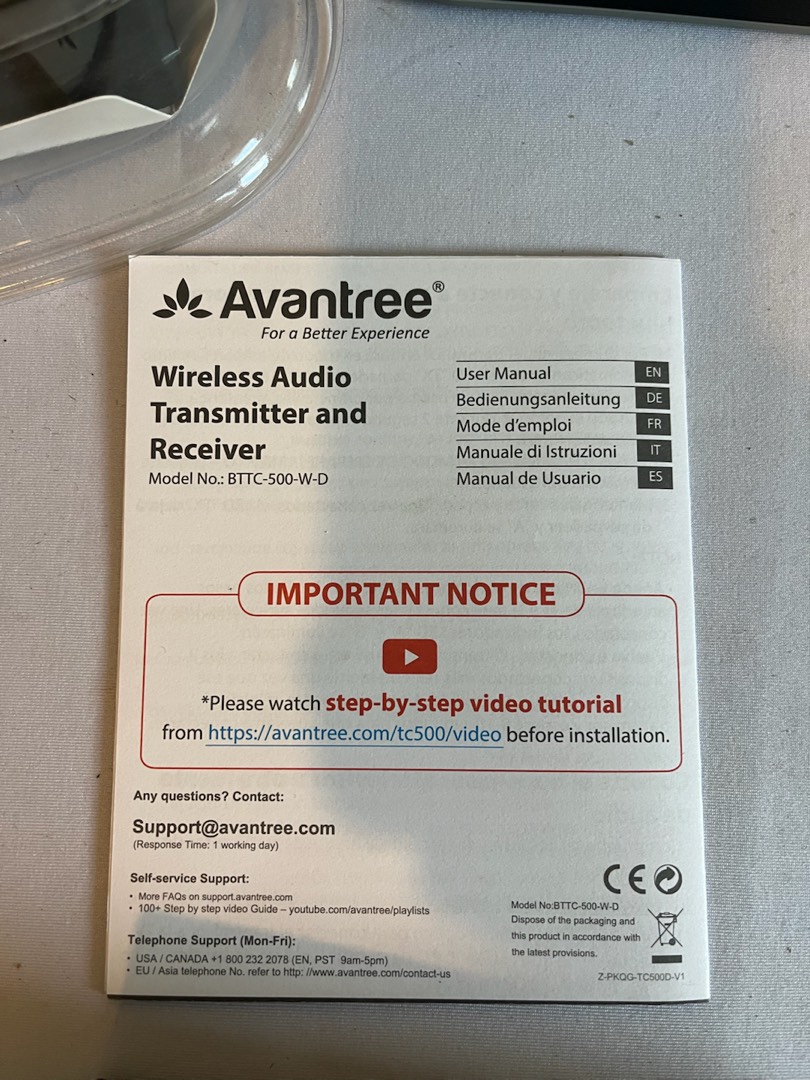 Avantree®
For a Better Experience
Wireless Audio
Transmitter and
Receiver
Model No.: BTTC-500-W-D
User Manual EN
Bedienungsanleitung DE
Mode d'emploi FR
Manuale di Istruzioni IT
Manual de Usuario ES
IMPORTANT NOTICE
*Please watch step-by-step video tutorial
from https://avantree.com/tc500/video before installation.
Any questions? Contact:
Support@avantree.com
(Response Time: 1 working day)
Self-service Support:
• More FAQs on support.avantree.com
• 100+ Step by step video Guide – youtube.com/avantree/playlists
Telephone Support (Mon-Fri):
• USA / CANADA +1 800 232 2078 (EN, PST 9am-5pm)
• EU / Asia telephone No. refer to http: //www.avantree.com/contact-us
CE
Model No:BTTC-500-W-D
Dispose of the packaging and
this product in accordance with
the latest provisions.
Z-PKQG-TC500D-V1